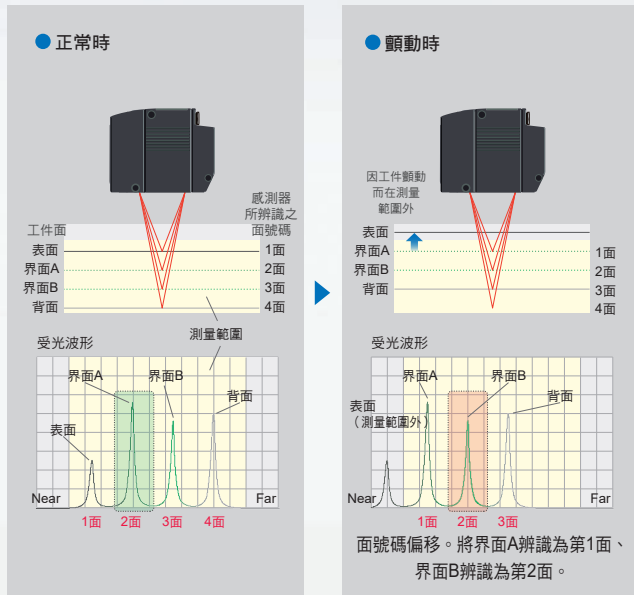 正常時
感測器
所辨識之
面號碼
工件面
表面
1面
界面A
2面
界面B
3面
背面
4面
測量範圍
受光波形
界面A
界面B
背面
表面
Near
Far
1面
2面
3面
4面
顫動時
因工件顫動
而在測量
範圍外
表面
界面A
1面
界面B
2面
背面
3面
4面
受光波形
界面A
界面B
背面
表面
（測量範圍外）
Near
Far
1面
2面
3面
面號碼偏移。將界面A辨識為第1面、
界面B辨識為第2面。